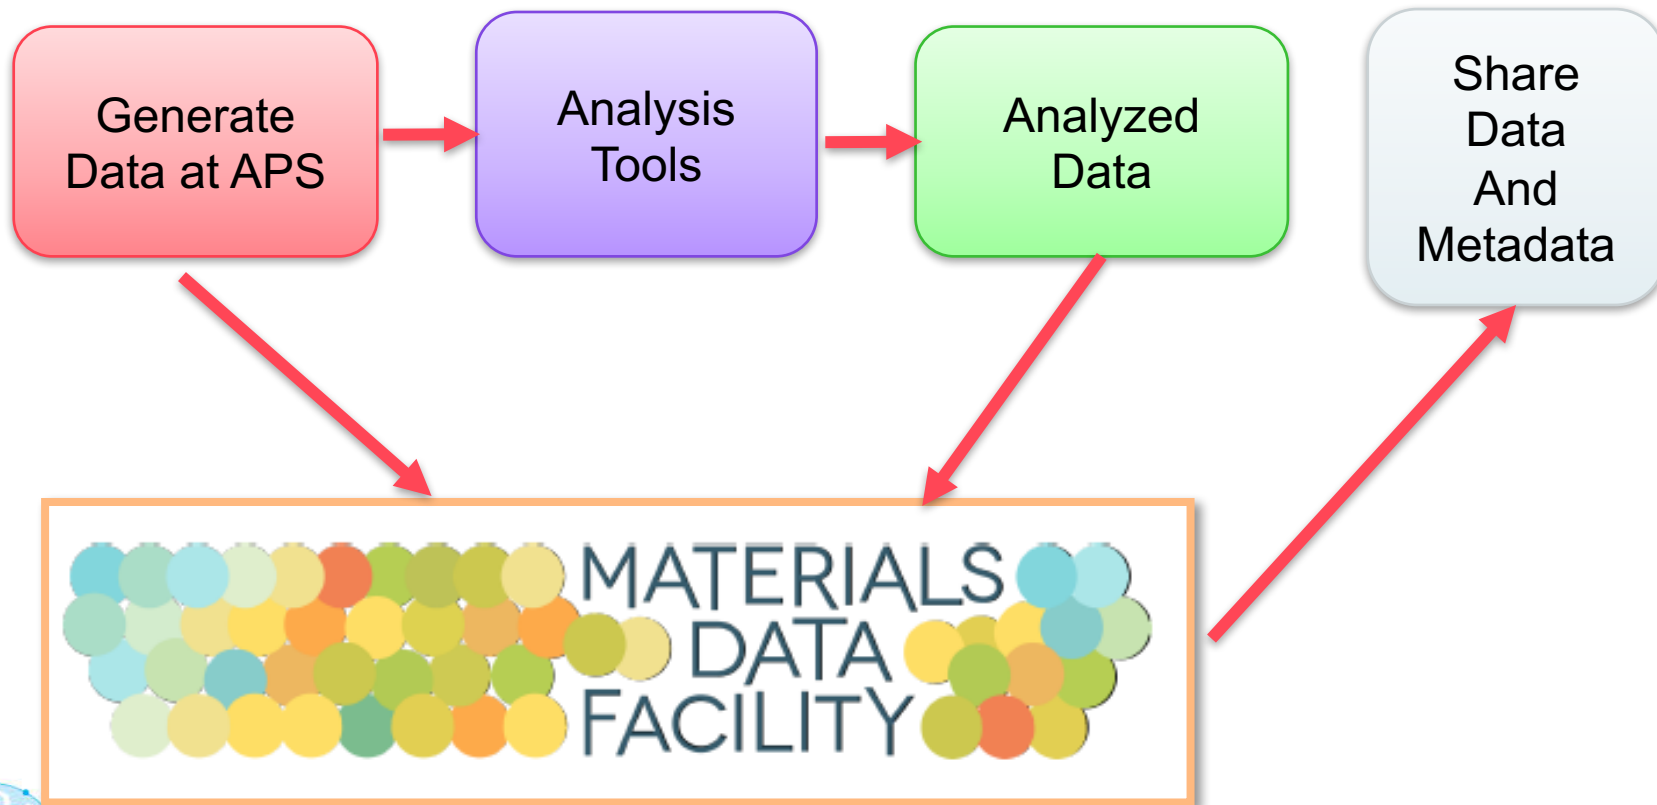 Generate
Data at APS
Analysis
Tools
Analyzed
Data
Share
Data
And
Metadata
MATERIALS
DATA
FACILITY